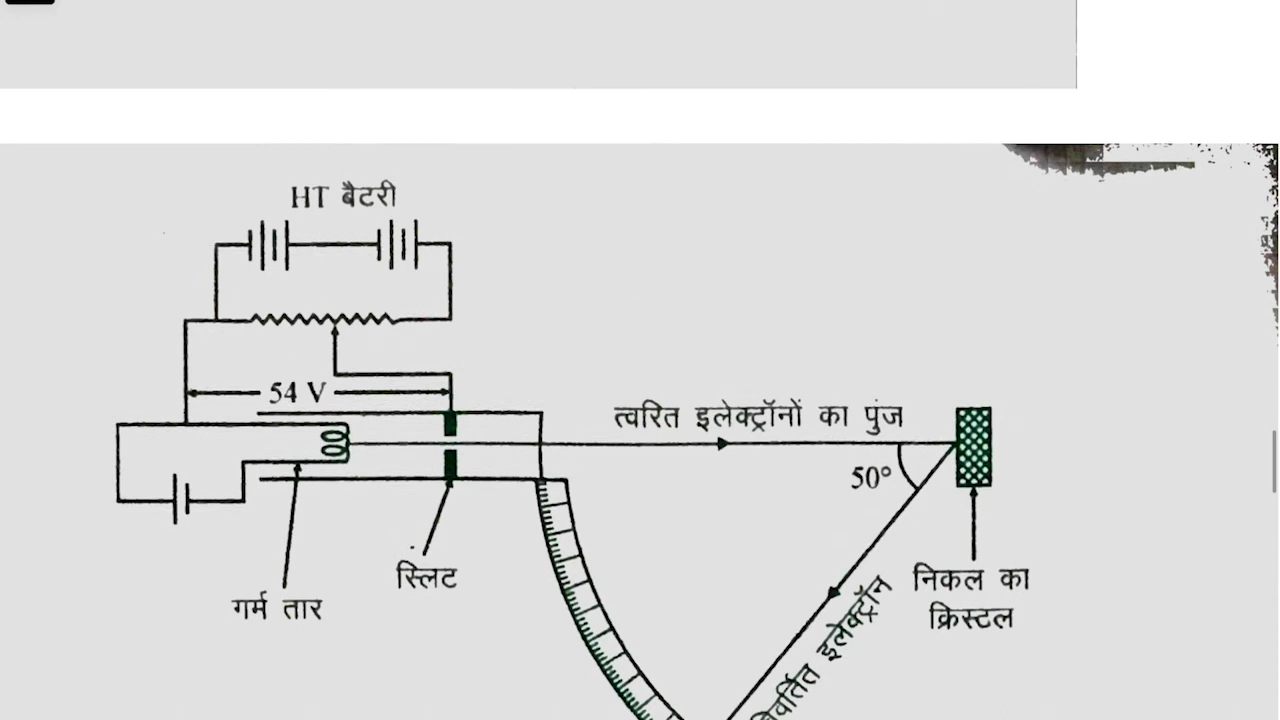 HT बैटरी
54 V
त्वरित इलेक्ट्रॉनों का पुंज
50°
स्लिट
गर्म तार
निकल का
क्रिस्टल
इलेक्ट्रॉन